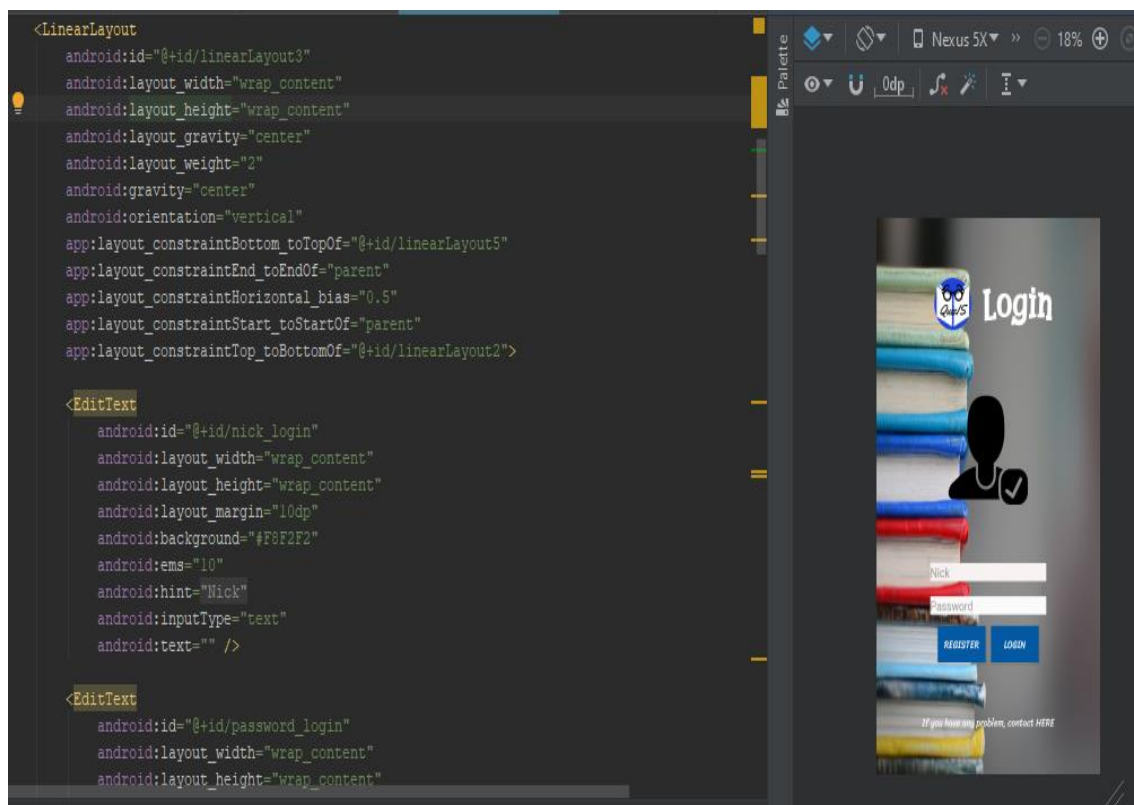 <LinearLayout
android:id="@+id/linearLayout3"
android:layout_width="wrap_content"
android:layout_height="wrap_content"
android:layout_gravity="center"
android:layout_weight="2"
android:gravity="center"
android:orientation="vertical"
app:layout_constraintBottom_toTopOf="@+id/linearLayout5"
app:layout_constraintEnd_toEndOf="parent"
app:layout_constraintHorizontal_bias="0.5"
app:layout_constraintStart_toStartOf="parent"
app:layout_constraintTop_toBottomOf="@+id/linearLayout2">
<EditText
android:id="@+id/nick_login"
android:layout_width="wrap_content"
android:layout_height="wrap_content"
android:layout_margin="10dp"
android:background="#F8F2F2"
android:ems="10"
android:hint="Nick"
android:inputType="text"
android:text="" />
<EditText
android:id="@+id/password_login"
android:layout_width="wrap_content"
android:layout_height="wrap_content"
Palette
Nexus 5X
18%
0dp
Login
Nick
Password
REGISTER LOGIN
If you have any problem, contact HERE